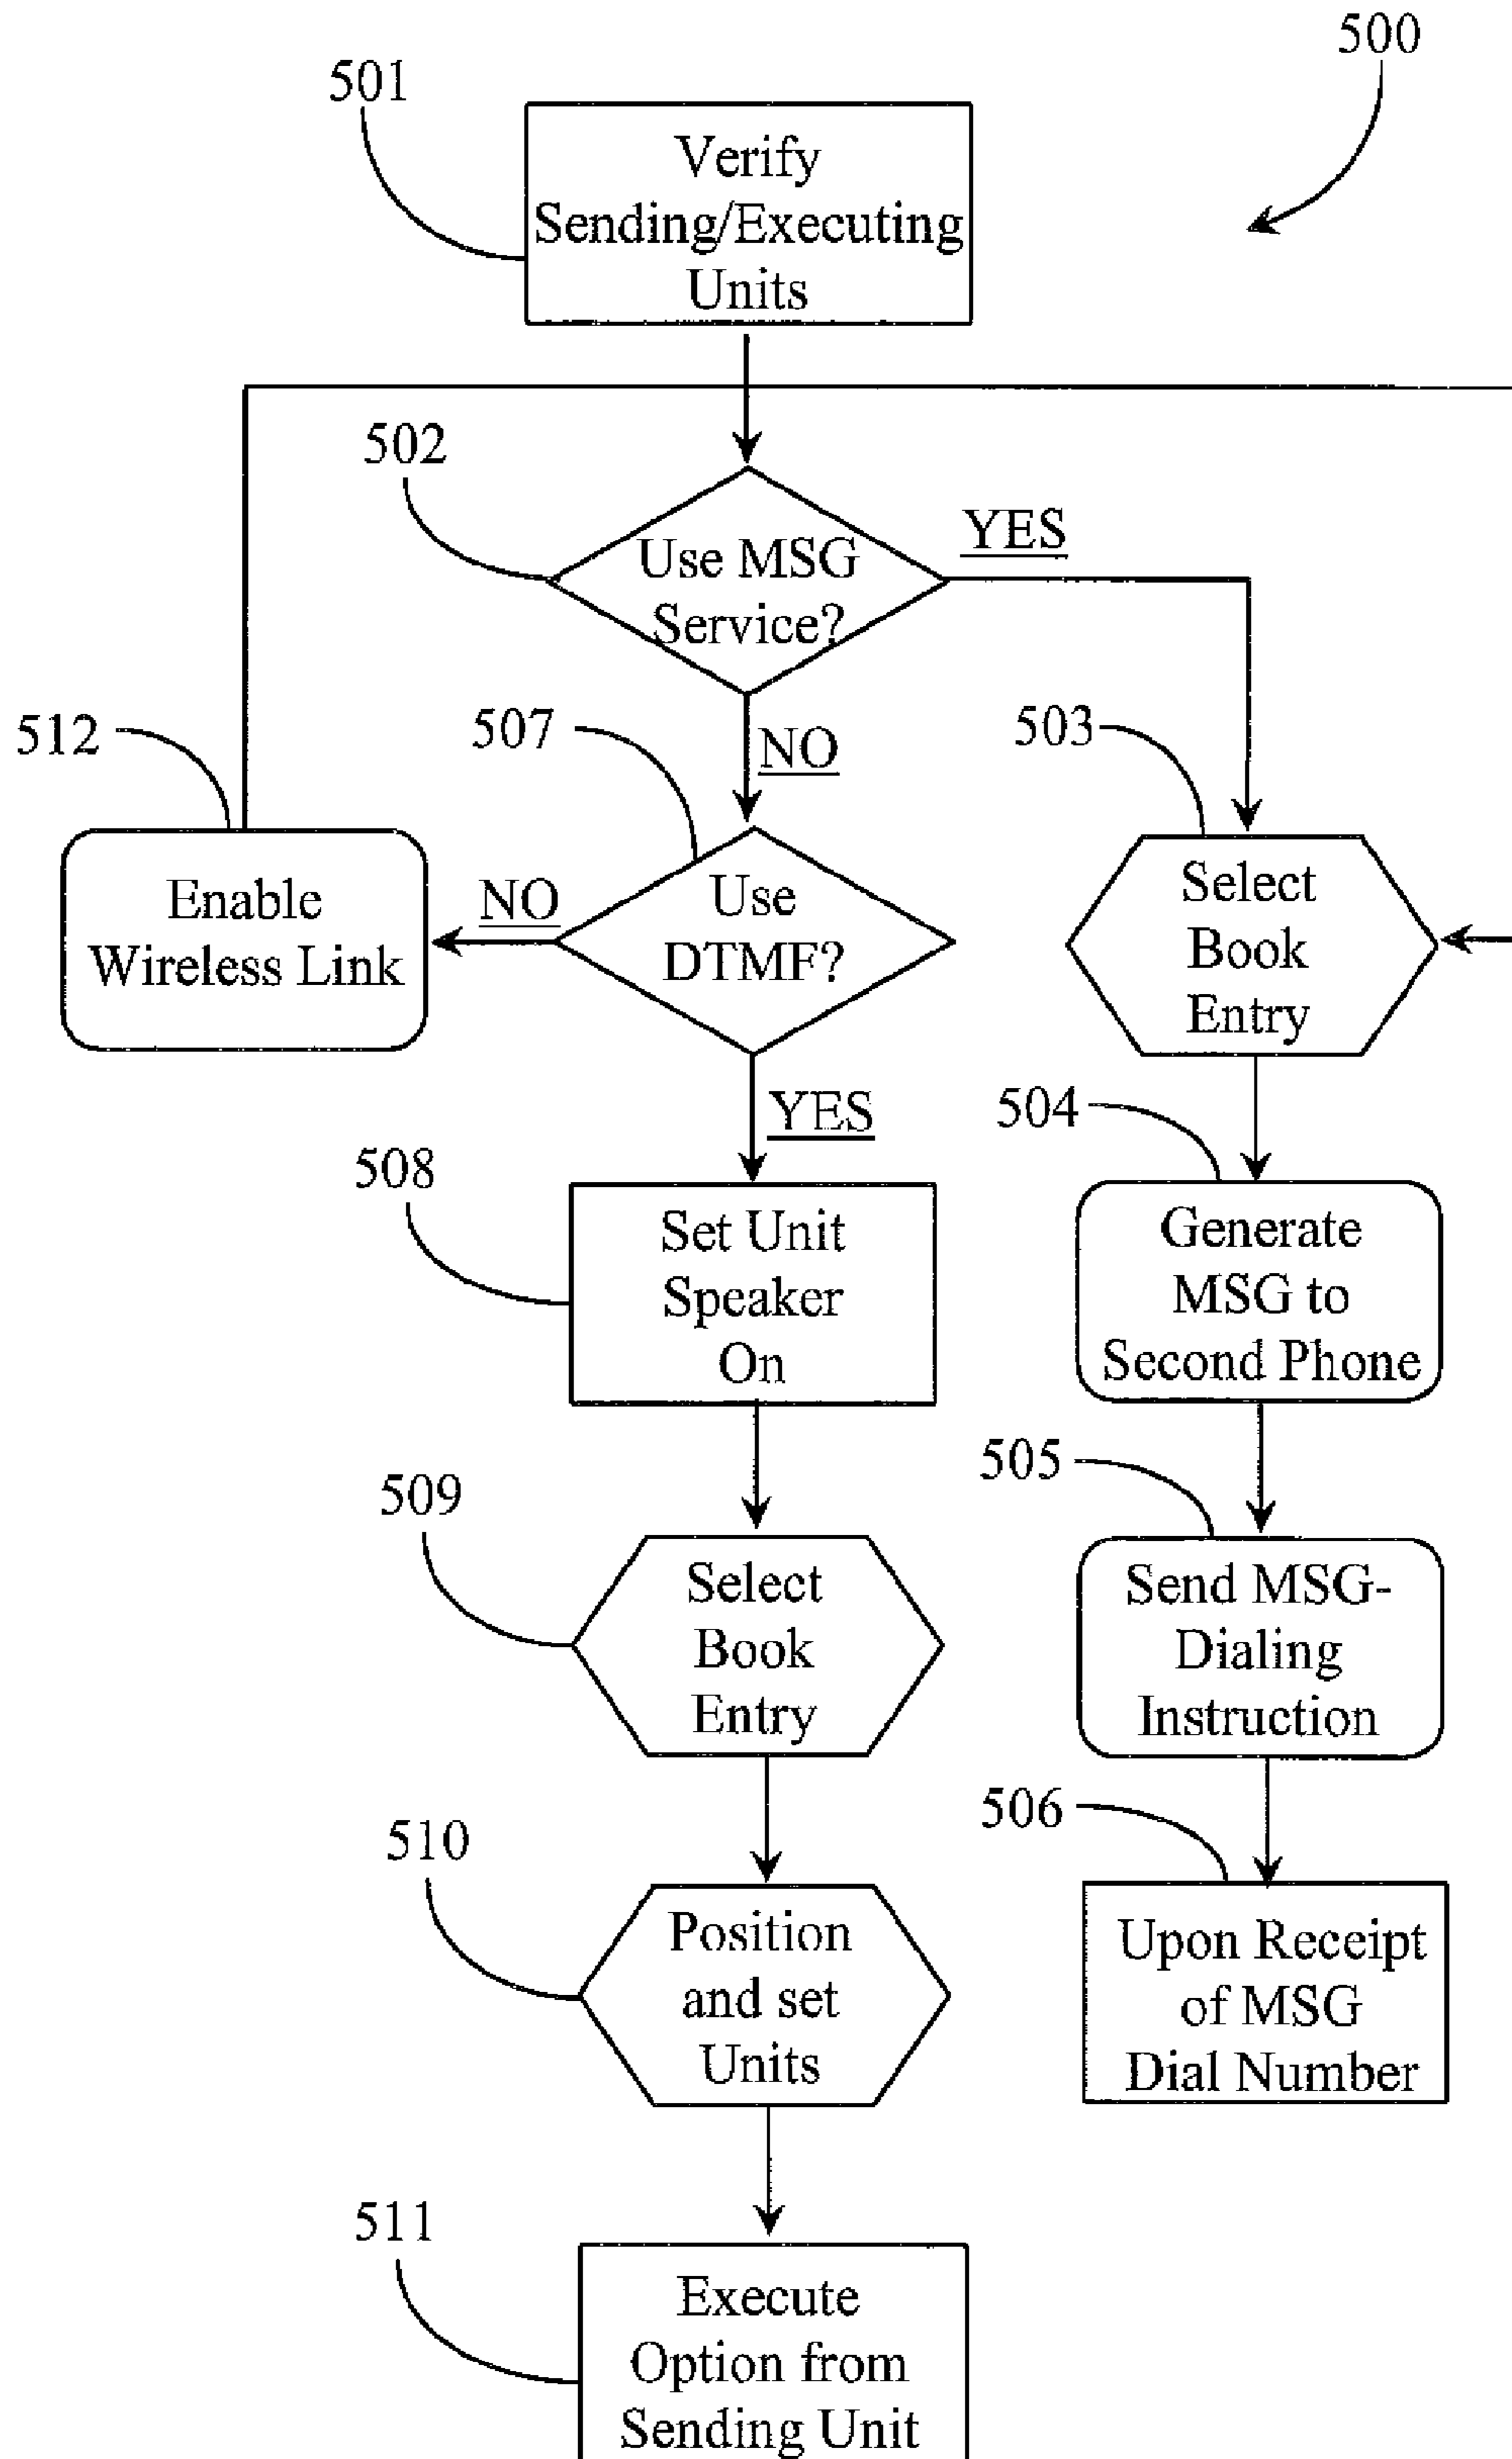 500
501
Verify
Sending/Executing
Units
502
Use MSG
Service?
YES
NO
512
507
503
Enable
Wireless Link
NO
Use
DTMF?
YES
Select
Book
Entry
504
508
Set Unit
Speaker
On
Generate
MSG to
Second Phone
505
509
Select
Book
Entry
Send MSG-
Dialing
Instruction
506
510
Position
and set
Units
Upon Receipt
of MSG
Dial Number
511
Execute
Option from
Sending Unit